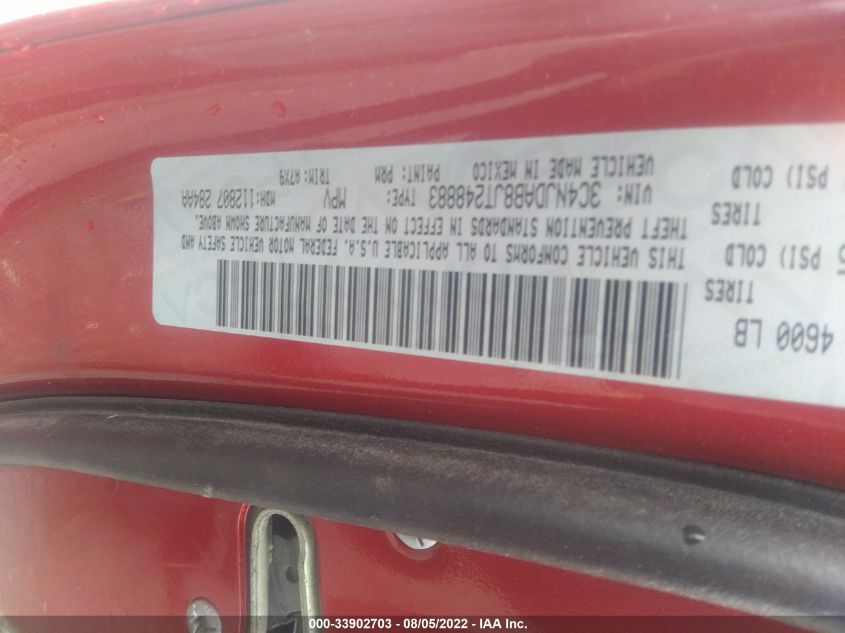 4600 LB
TIRES
5 PSI) COLD
TIRES
PSI) COLD
THIS VEHICLE CONFORMS TO ALL APPLICABLE U.S.A. FEDERAL MOTOR VEHICLE SAFETY AND
THEFT PREVENTION STANDARDS IN EFFECT ON THE DATE OF MANUFACTURE SHOWN ABOVE.
VIN: 3C4NJDAB8JT248883 TYPE: MPV MDH: 112807 284AA
VEHICLE MADE IN MEXICO PAINT: PRM TRIM: A7X9
000-33902703 - 08/05/2022 - IAA Inc.